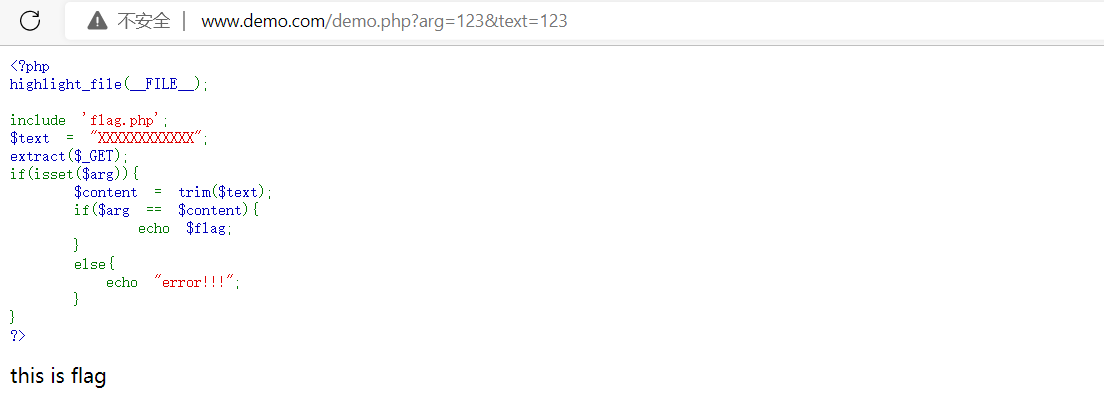 不安全 | www.demo.com/demo.php?arg=123&text=123
<?php
highlight_file(__FILE__);
include 'flag.php';
$text = "XXXXXXXXXXXX";
extract($_GET);
if(isset($arg)){
$content = trim($text);
if($arg == $content){
echo $flag;
}
else{
echo "error!!!";
}
}
?>
this is flag